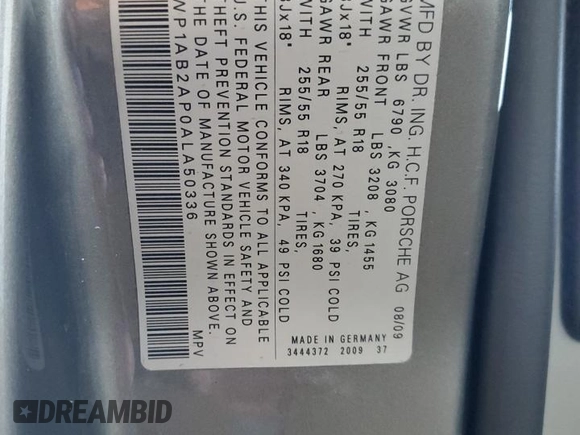 MFD BY DR. ING. H.C.F. PORSCHE AG 08/09
GVWR LBS 6790 ,KG 3080
GAWR FRONT LBS 3208 , KG 1455
WITH 255/55 R18 TIRES,
8Jx18" RIMS, AT 270 KPA, 39 PSI COLD
GAWR REAR LBS 3704 , KG1680
WITH 255/55 R18 TIRES,
8Jx18" RIMS, AT 340 KPA, 49 PSI COLD
THIS VEHICLE CONFORMS TO ALL APPLICABLE
U.S. FEDERAL MOTOR VEHICLE SAFETY AND
THEFT PREVENTION STANDARDS IN EFFECT ON
THE DATE OF MANUFACTURE SHOWN ABOVE.
WP1AB2AP0ALA50336 MPV
MADE IN GERMANY
3444372 2009 37
DREAMBID